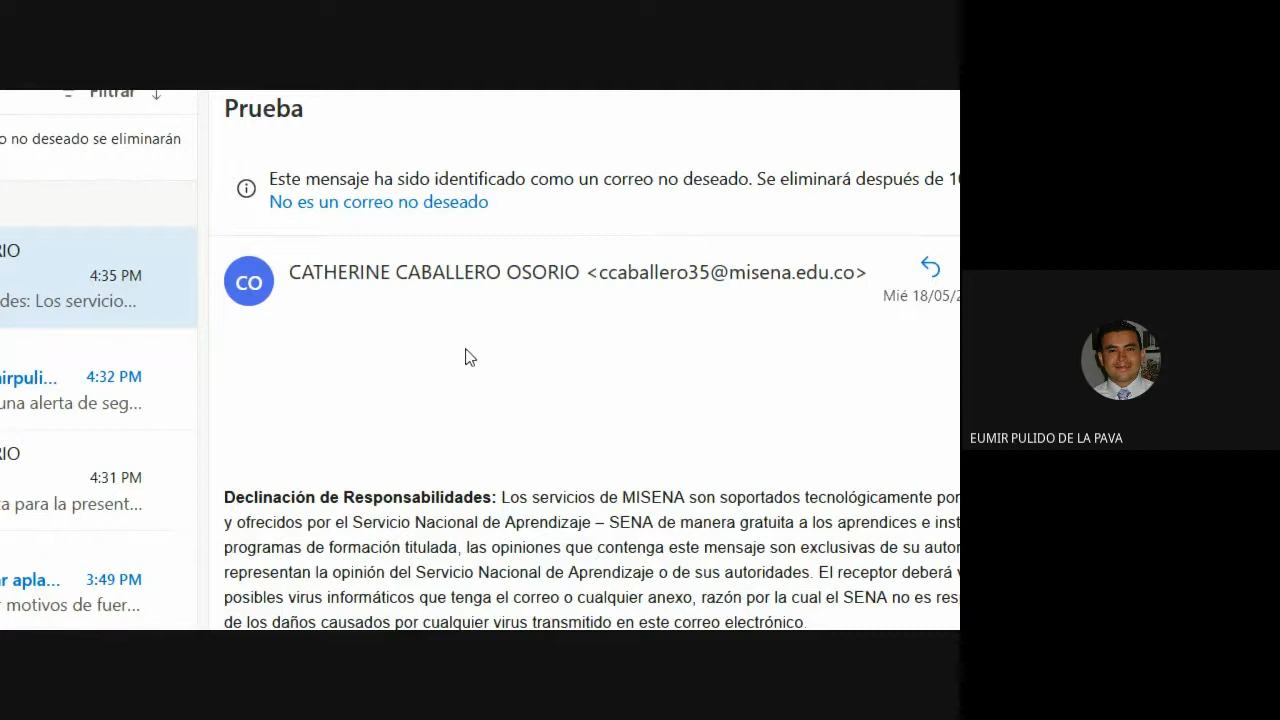 Filtrar
o no deseado se eliminarán
RIO
4:35 PM
des: Los servicio...
airpuli...
4:32 PM
una alerta de seg...
RIO
4:31 PM
ta para la present...
ar apla...
3:49 PM
r motivos de fuer...
Prueba
Este mensaje ha sido identificado como un correo no deseado. Se eliminará después de 10
No es un correo no deseado
CO
CATHERINE CABALLERO OSORIO <ccaballero35@misena.edu.co>
Mié 18/05/2
Declinación de Responsabilidades: Los servicios de MISENA son soportados tecnológicamente por
y ofrecidos por el Servicio Nacional de Aprendizaje – SENA de manera gratuita a los aprendices e inst
programas de formación titulada, las opiniones que contenga este mensaje son exclusivas de su autor
representan la opinión del Servicio Nacional de Aprendizaje o de sus autoridades. El receptor deberá v
posibles virus informáticos que tenga el correo o cualquier anexo, razón por la cual el SENA no es res
de los daños causados por cualquier virus transmitido en este correo electrónico.
EUMIR PULIDO DE LA PAVA